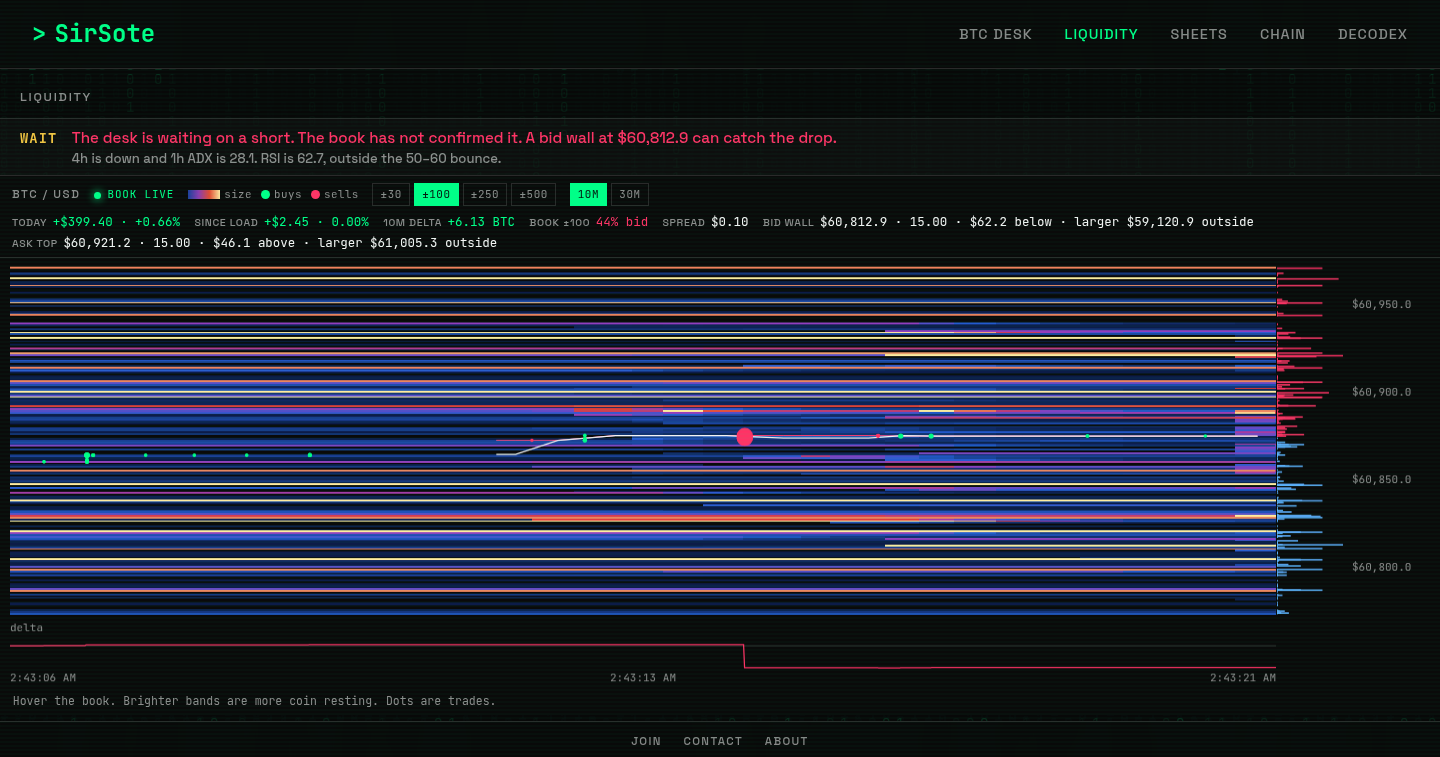 > SirSote
BTC DESK LIQUIDITY SHEETS CHAIN DECODEX
LIQUIDITY
WAIT The desk is waiting on a short. The book has not confirmed it. A bid wall at $60,812.9 can catch the drop.
4h is down and 1h ADX is 28.1. RSI is 62.7, outside the 50–60 bounce.
BTC / USD BOOK LIVE size buys sells ±30 ±100 ±250 ±500 10M 30M
TODAY +$399.40 · +0.66% SINCE LOAD +$2.45 · 0.00% 10M DELTA +6.13 BTC BOOK ±100 44% bid SPREAD $0.10 BID WALL $60,812.9 · 15.00 · $62.2 below · larger $59,120.9 outside
ASK TOP $60,921.2 · 15.00 · $46.1 above · larger $61,005.3 outside
$60,950.0
$60,900.0
$60,850.0
$60,800.0
delta
2:43:06 AM 2:43:13 AM 2:43:21 AM
Hover the book. Brighter bands are more coin resting. Dots are trades.
JOIN CONTACT ABOUT